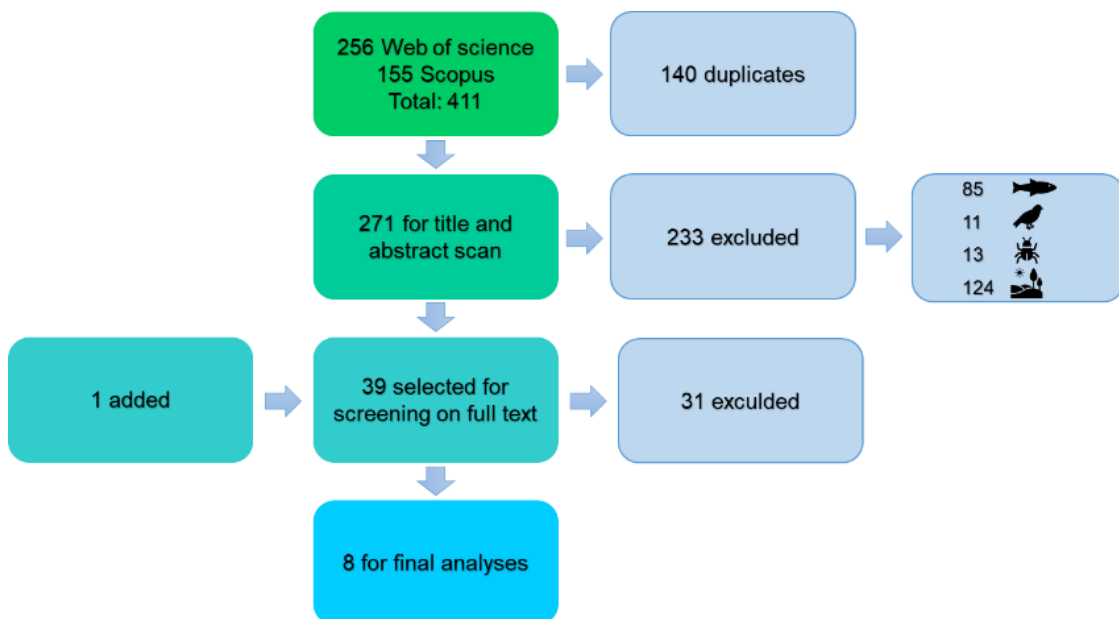 256 Web of science
155 Scopus
Total: 411
140 duplicates
271 for title and
abstract scan
233 excluded
85
11
13
124
1 added
39 selected for
screening on full text
31 exculded
8 for final analyses